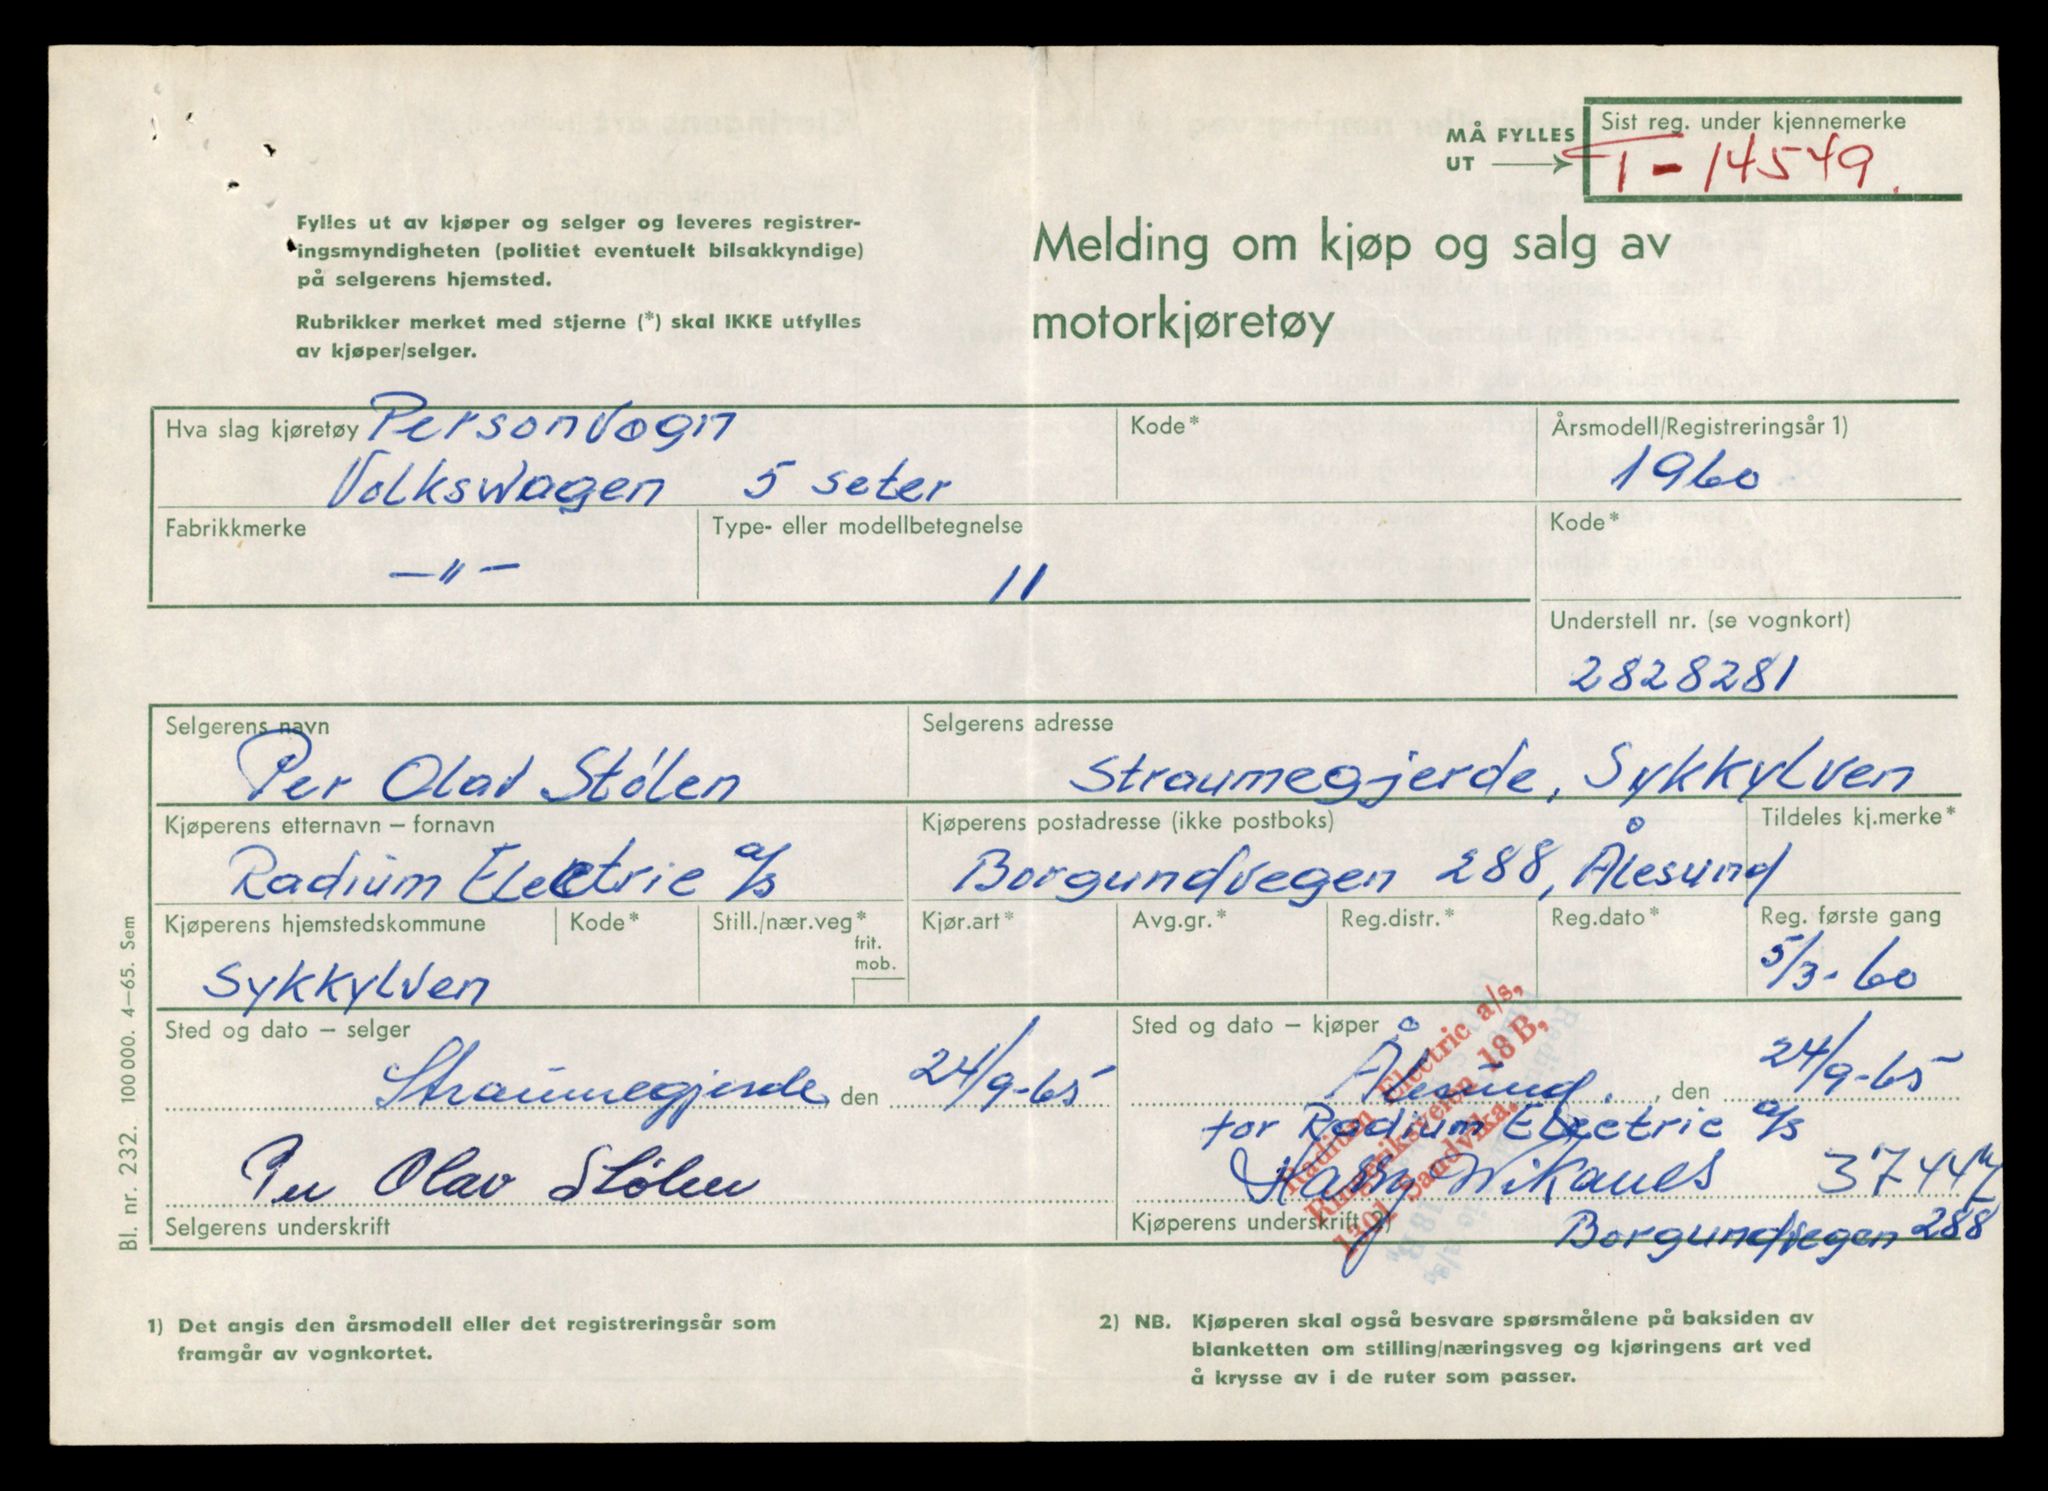 MÅ FYLLES
UT
Sist reg. under kjennemerke
T-14549.
Fylles ut av kjøper og selger og leveres registrer-
ingsmyndigheten (politiet eventuelt bilsakkyndige)
på selgerens hjemsted.
Rubrikker merket med stjerne (*) skal IKKE utfylles
av kjøper/selger.
Melding om kjøp og salg av
motorkjøretøy
Hva slag kjøretøy Personvogn
Volkswagen 5 seter
Kode*
Årsmodell/Registreringsår 1)
1960
Fabrikkmerke
—"—
Type- eller modellbetegnelse
11
Kode*
Understell nr. (se vognkort)
2828281
Selgerens navn
Per Olav Stølen
Selgerens adresse
Straumegjerde, Sykkylven
Kjøperens etternavn – fornavn
Radium Electric a/s
Kjøperens postadresse (ikke postboks)
Borgundvegen 288, Ålesund
Tildeles kj.merke*
Kjøperens hjemstedskommune
Sykkylven
Kode*
Still./nær.veg*
frit.
mob.
Kjør.art*
Avg.gr.*
Reg.distr.*
Reg.dato*
Reg. første gang
5/3-60
Sted og dato – selger
Straumegjerde, den 24/9-65
Per Olav Stølen
Selgerens underskrift
Sted og dato – kjøper
Ålesund, den 24/9-65
for Radium Electric a/s
Harry 37447
Kjøperens underskrift 2)
Borgundvegen 288
Radium Electric a/s,
18 B,
1301 Sandvika.
Bl. nr. 232. 100 000. 4–65. Sem
1) Det angis den årsmodell eller det registreringsår som
framgår av vognkortet.
2) NB. Kjøperen skal også besvare spørsmålene på baksiden av
blanketten om stilling/næringsveg og kjøringens art ved
å krysse av i de ruter som passer.